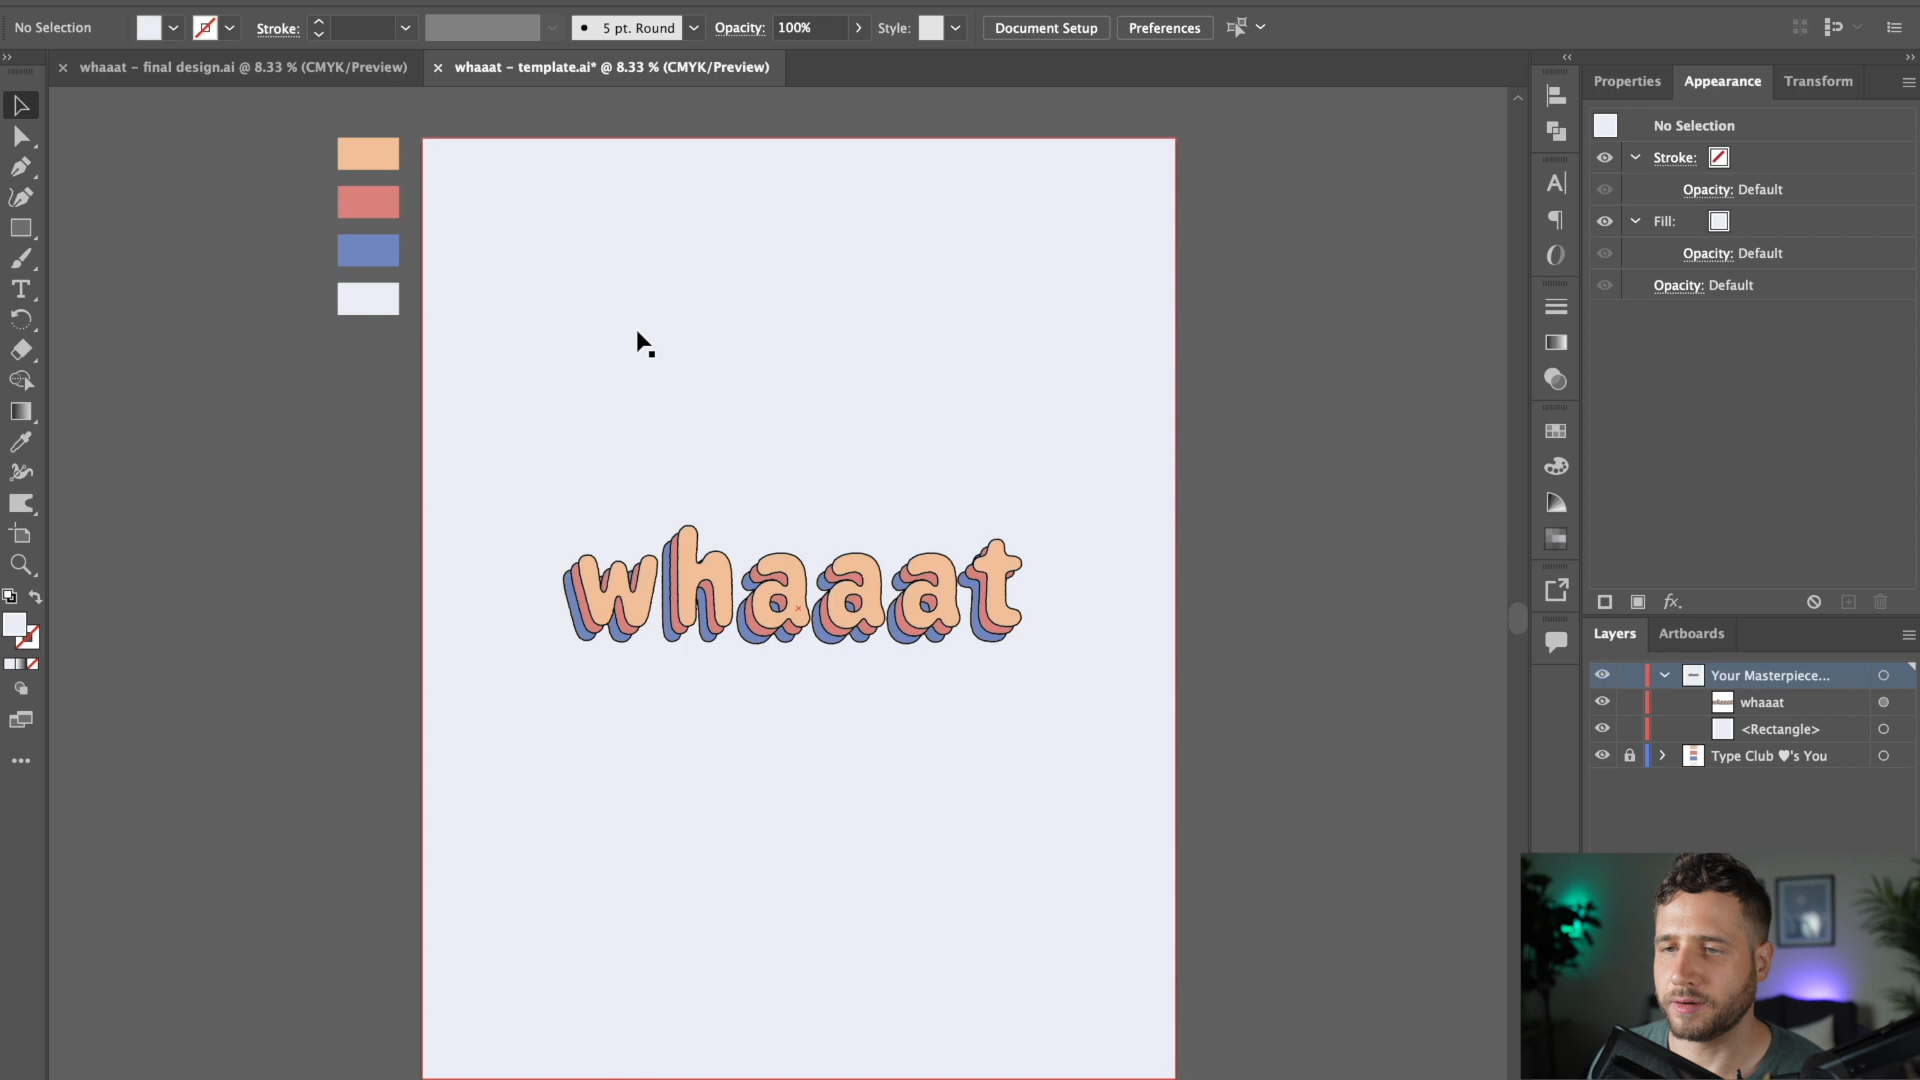 No Selection
Stroke:
5 pt. Round
Opacity: 100%
Style:
Document Setup
Preferences
whaaat – final design.ai @ 8.33 % (CMYK/Preview)
whaaat – template.ai* @ 8.33 % (CMYK/Preview)
Properties
Appearance
Transform
No Selection
Stroke:
Opacity: Default
Fill:
Opacity: Default
Opacity: Default
whaaat
Layers
Artboards
Your Masterpiece...
whaaat
<Rectangle>
Type Club ♥'s You